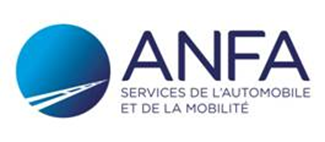 ANFA
SERVICES DE L'AUTOMOBILE
ET DE LA MOBILITÉ